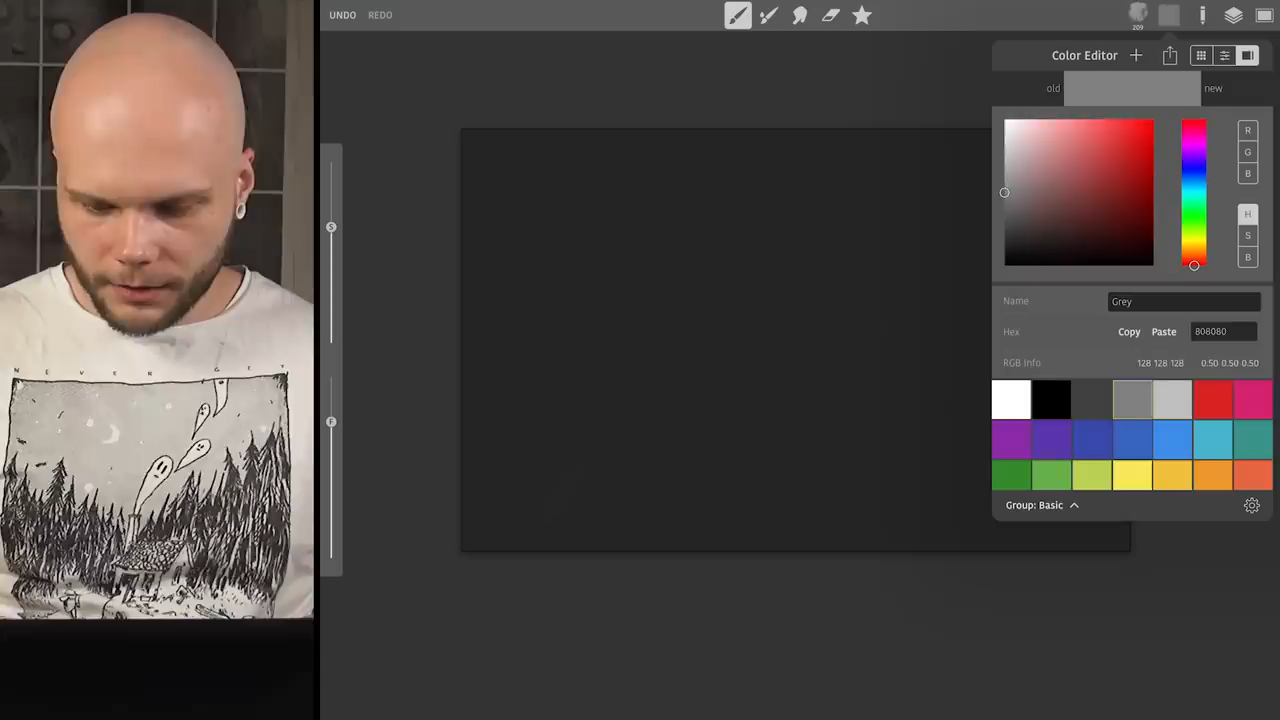 UNDO REDO
209
Color Editor
old new
R
G
B
H
S
B
Name Grey
Hex Copy Paste 808080
RGB Info 128 128 128 0.50 0.50 0.50
Group: Basic
S
F
N E V E R G E T